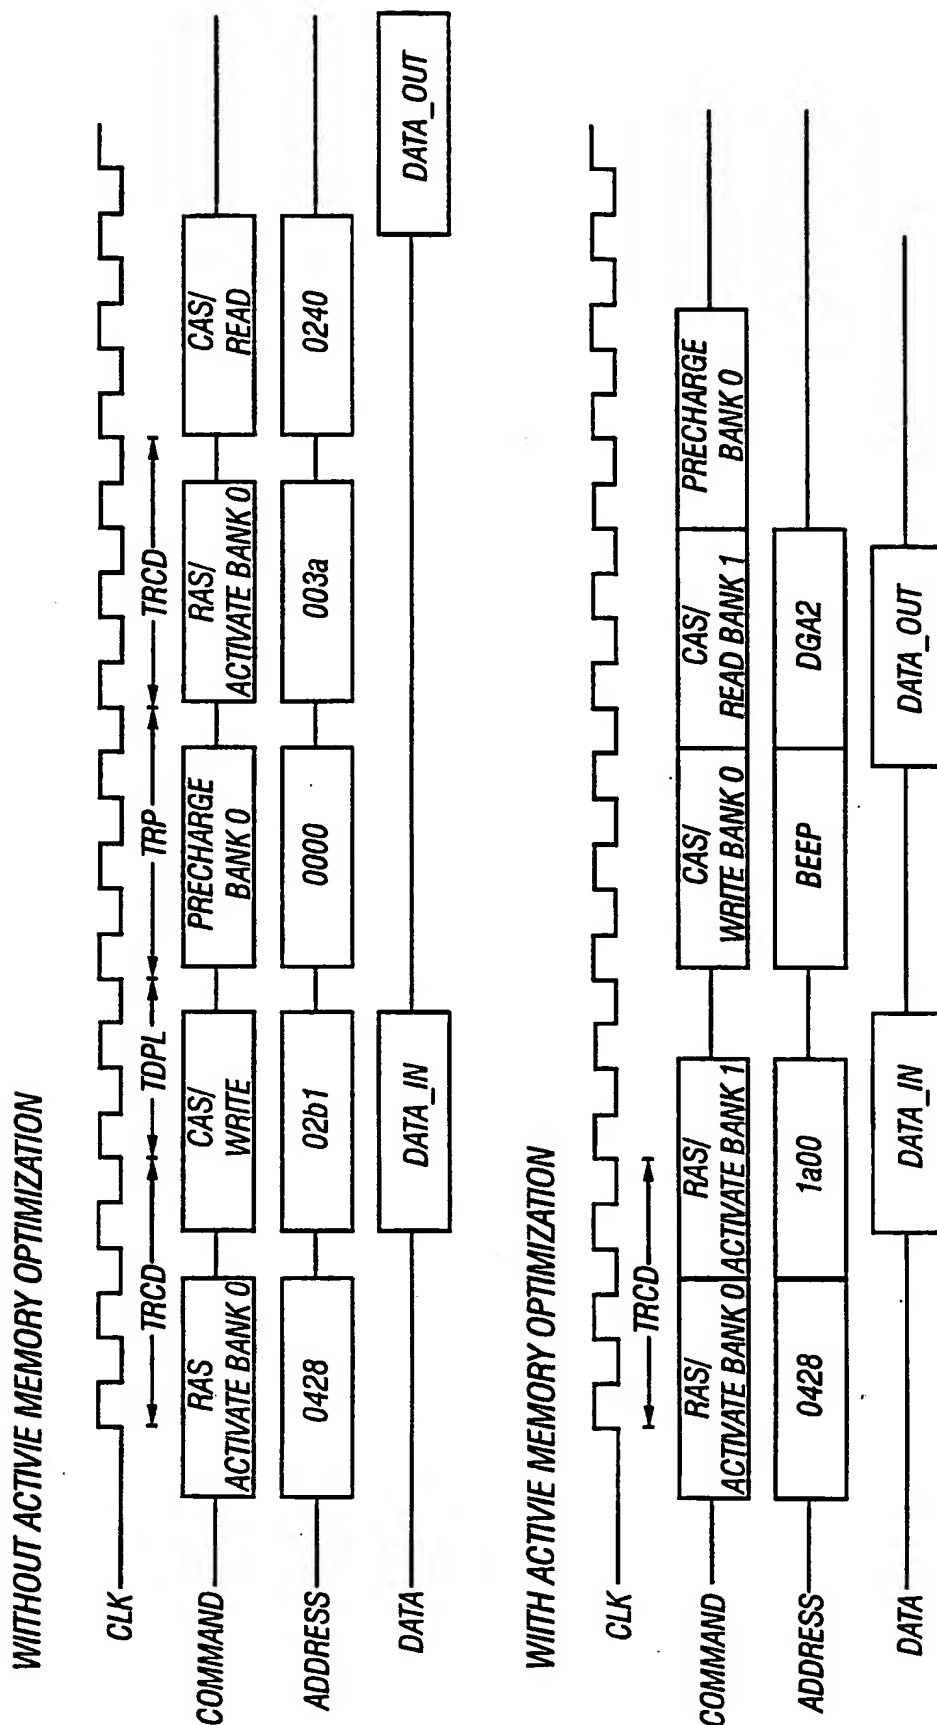 WITHOUT ACTIVIE MEMORY OPTIMIZATION
CLK
TRCD
TDPL
TRP
TRCD
COMMAND
RAS
ACTIVATE BANK 0
CAS/
WRITE
PRECHARGE
BANK 0
RAS/
ACTIVATE BANK 0
CAS/
READ
ADDRESS
0428
02b1
0000
003a
0240
DATA
DATA_IN
DATA_OUT
WITH ACTIVIE MEMORY OPTIMIZATION
CLK
TRCD
COMMAND
RAS/
ACTIVATE BANK 0
RAS/
ACTIVATE BANK 1
CAS/
WRITE BANK 0
CAS/
READ BANK 1
PRECHARGE
BANK 0
ADDRESS
0428
1a00
BEEP
DGA2
DATA
DATA_IN
DATA_OUT